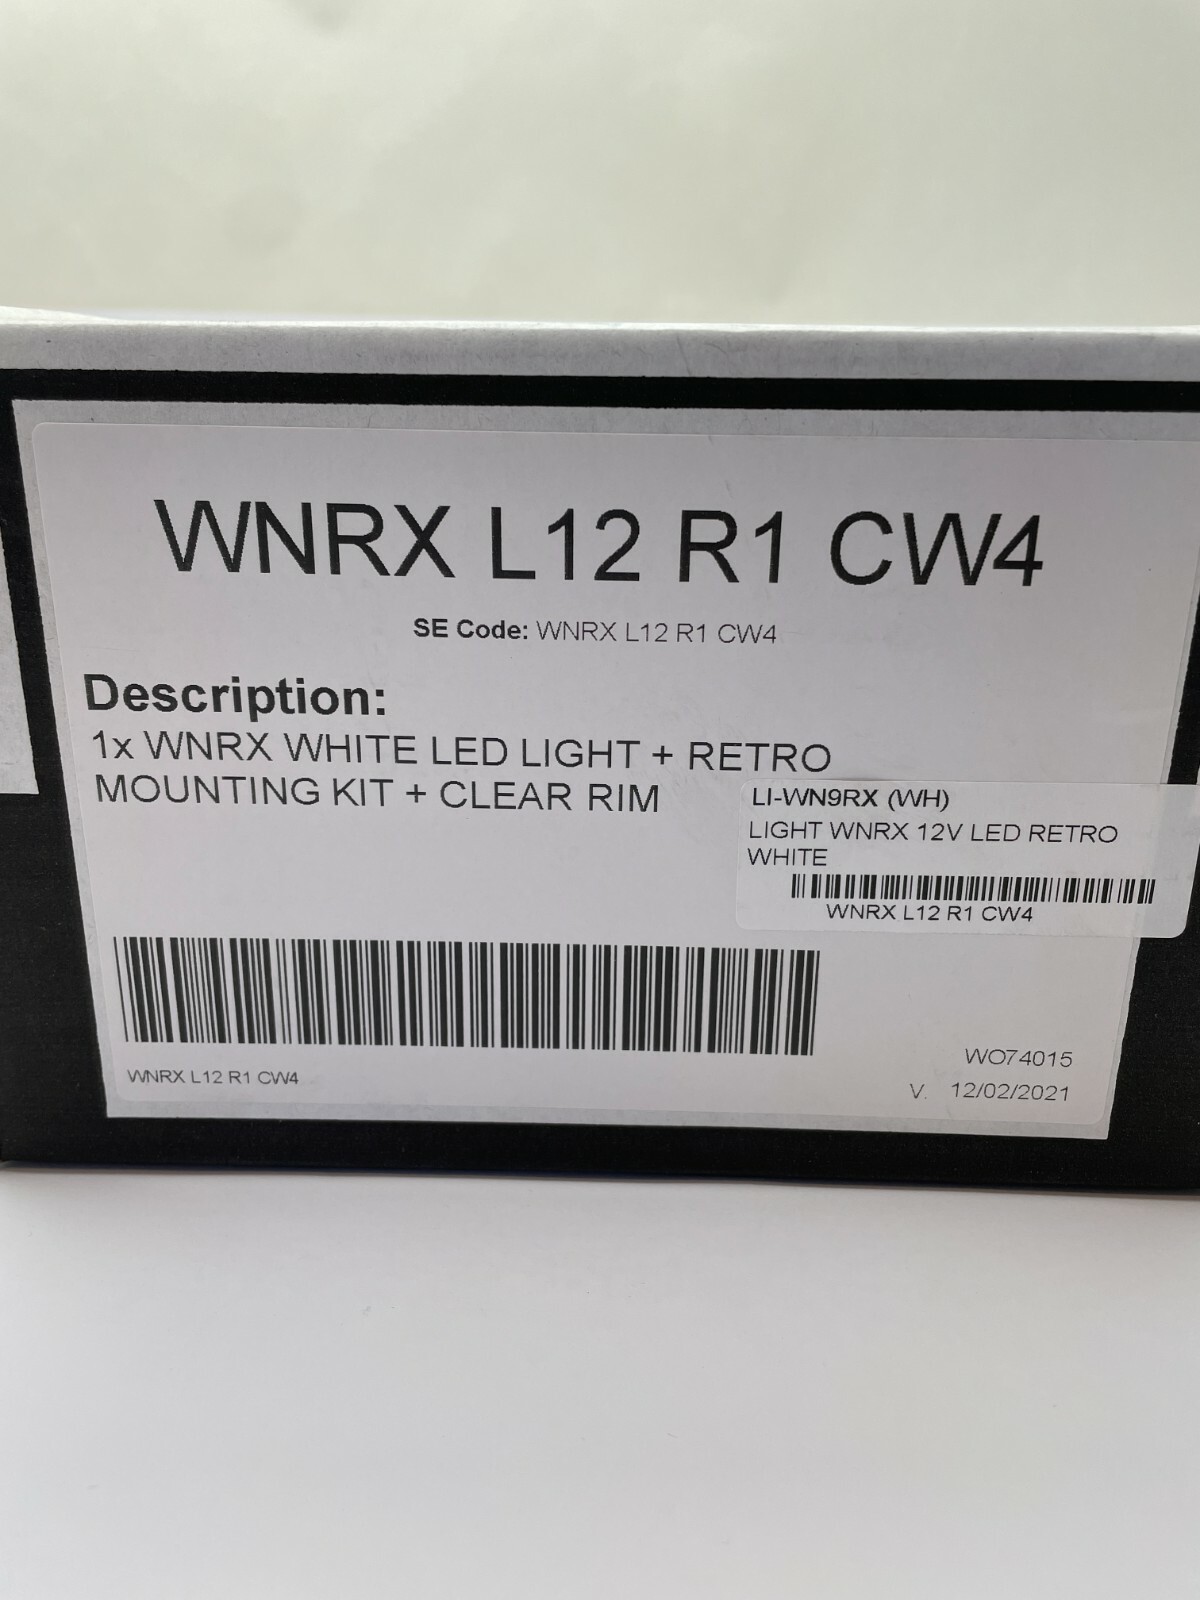 WNRX L12 R1 CW4
SE Code: WNRX L12 R1 CW4
Description:
1x WNRX WHITE LED LIGHT + RETRO
MOUNTING KIT + CLEAR RIM
LI-WN9RX (WH)
LIGHT WNRX 12V LED RETRO
WHITE
WNRX L12 R1 CW4
WNRX L12 R1 CW4
WO74015
V. 12/02/2021